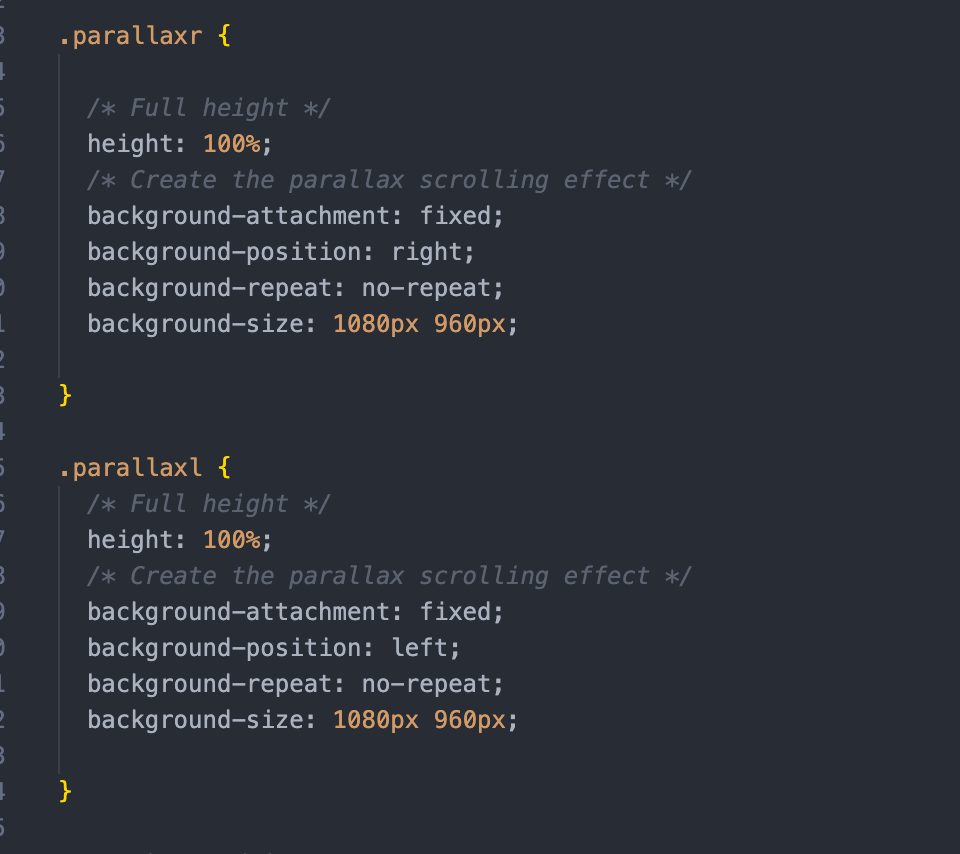 .parallaxr {
/* Full height */
height: 100%;
/* Create the parallax scrolling effect */
background-attachment: fixed;
background-position: right;
background-repeat: no-repeat;
background-size: 1080px 960px;
}
.parallaxl {
/* Full height */
height: 100%;
/* Create the parallax scrolling effect */
background-attachment: fixed;
background-position: left;
background-repeat: no-repeat;
background-size: 1080px 960px;
}